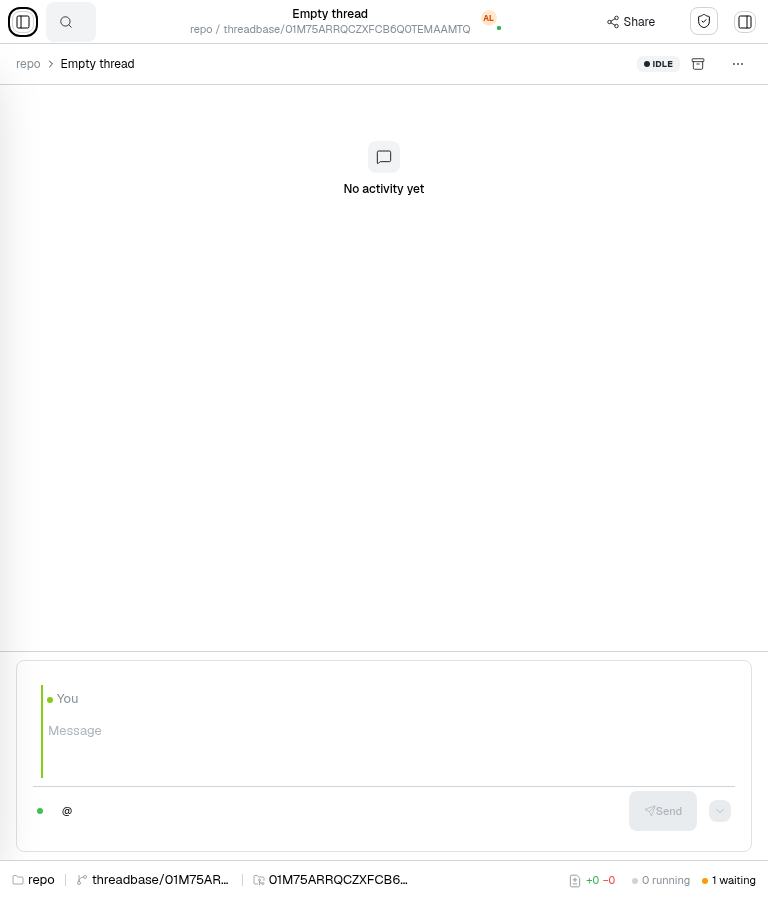 Empty thread
repo / threadbase/01M75ARRQCZXFCB6Q0TEMAAMTQ
AL
Share
repo > Empty thread
IDLE
No activity yet
You
Message
@
Send
repo
threadbase/01M75AR...
01M75ARRQCZXFCB6...
+0 −0
0 running
1 waiting